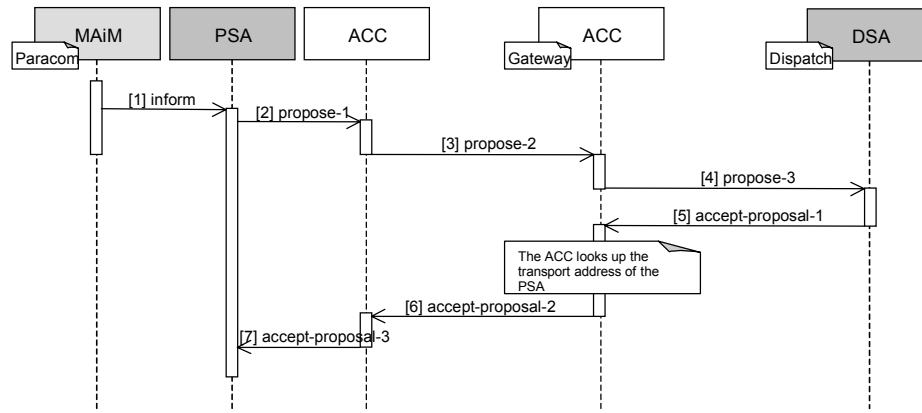 MAiM
PSA
ACC
ACC
DSA
Paracom
Gateway
Dispatch
[1] inform
[2] propose-1
[3] propose-2
[4] propose-3
[5] accept-proposal-1
The ACC looks up the
transport address of the
PSA
[6] accept-proposal-2
[7] accept-proposal-3